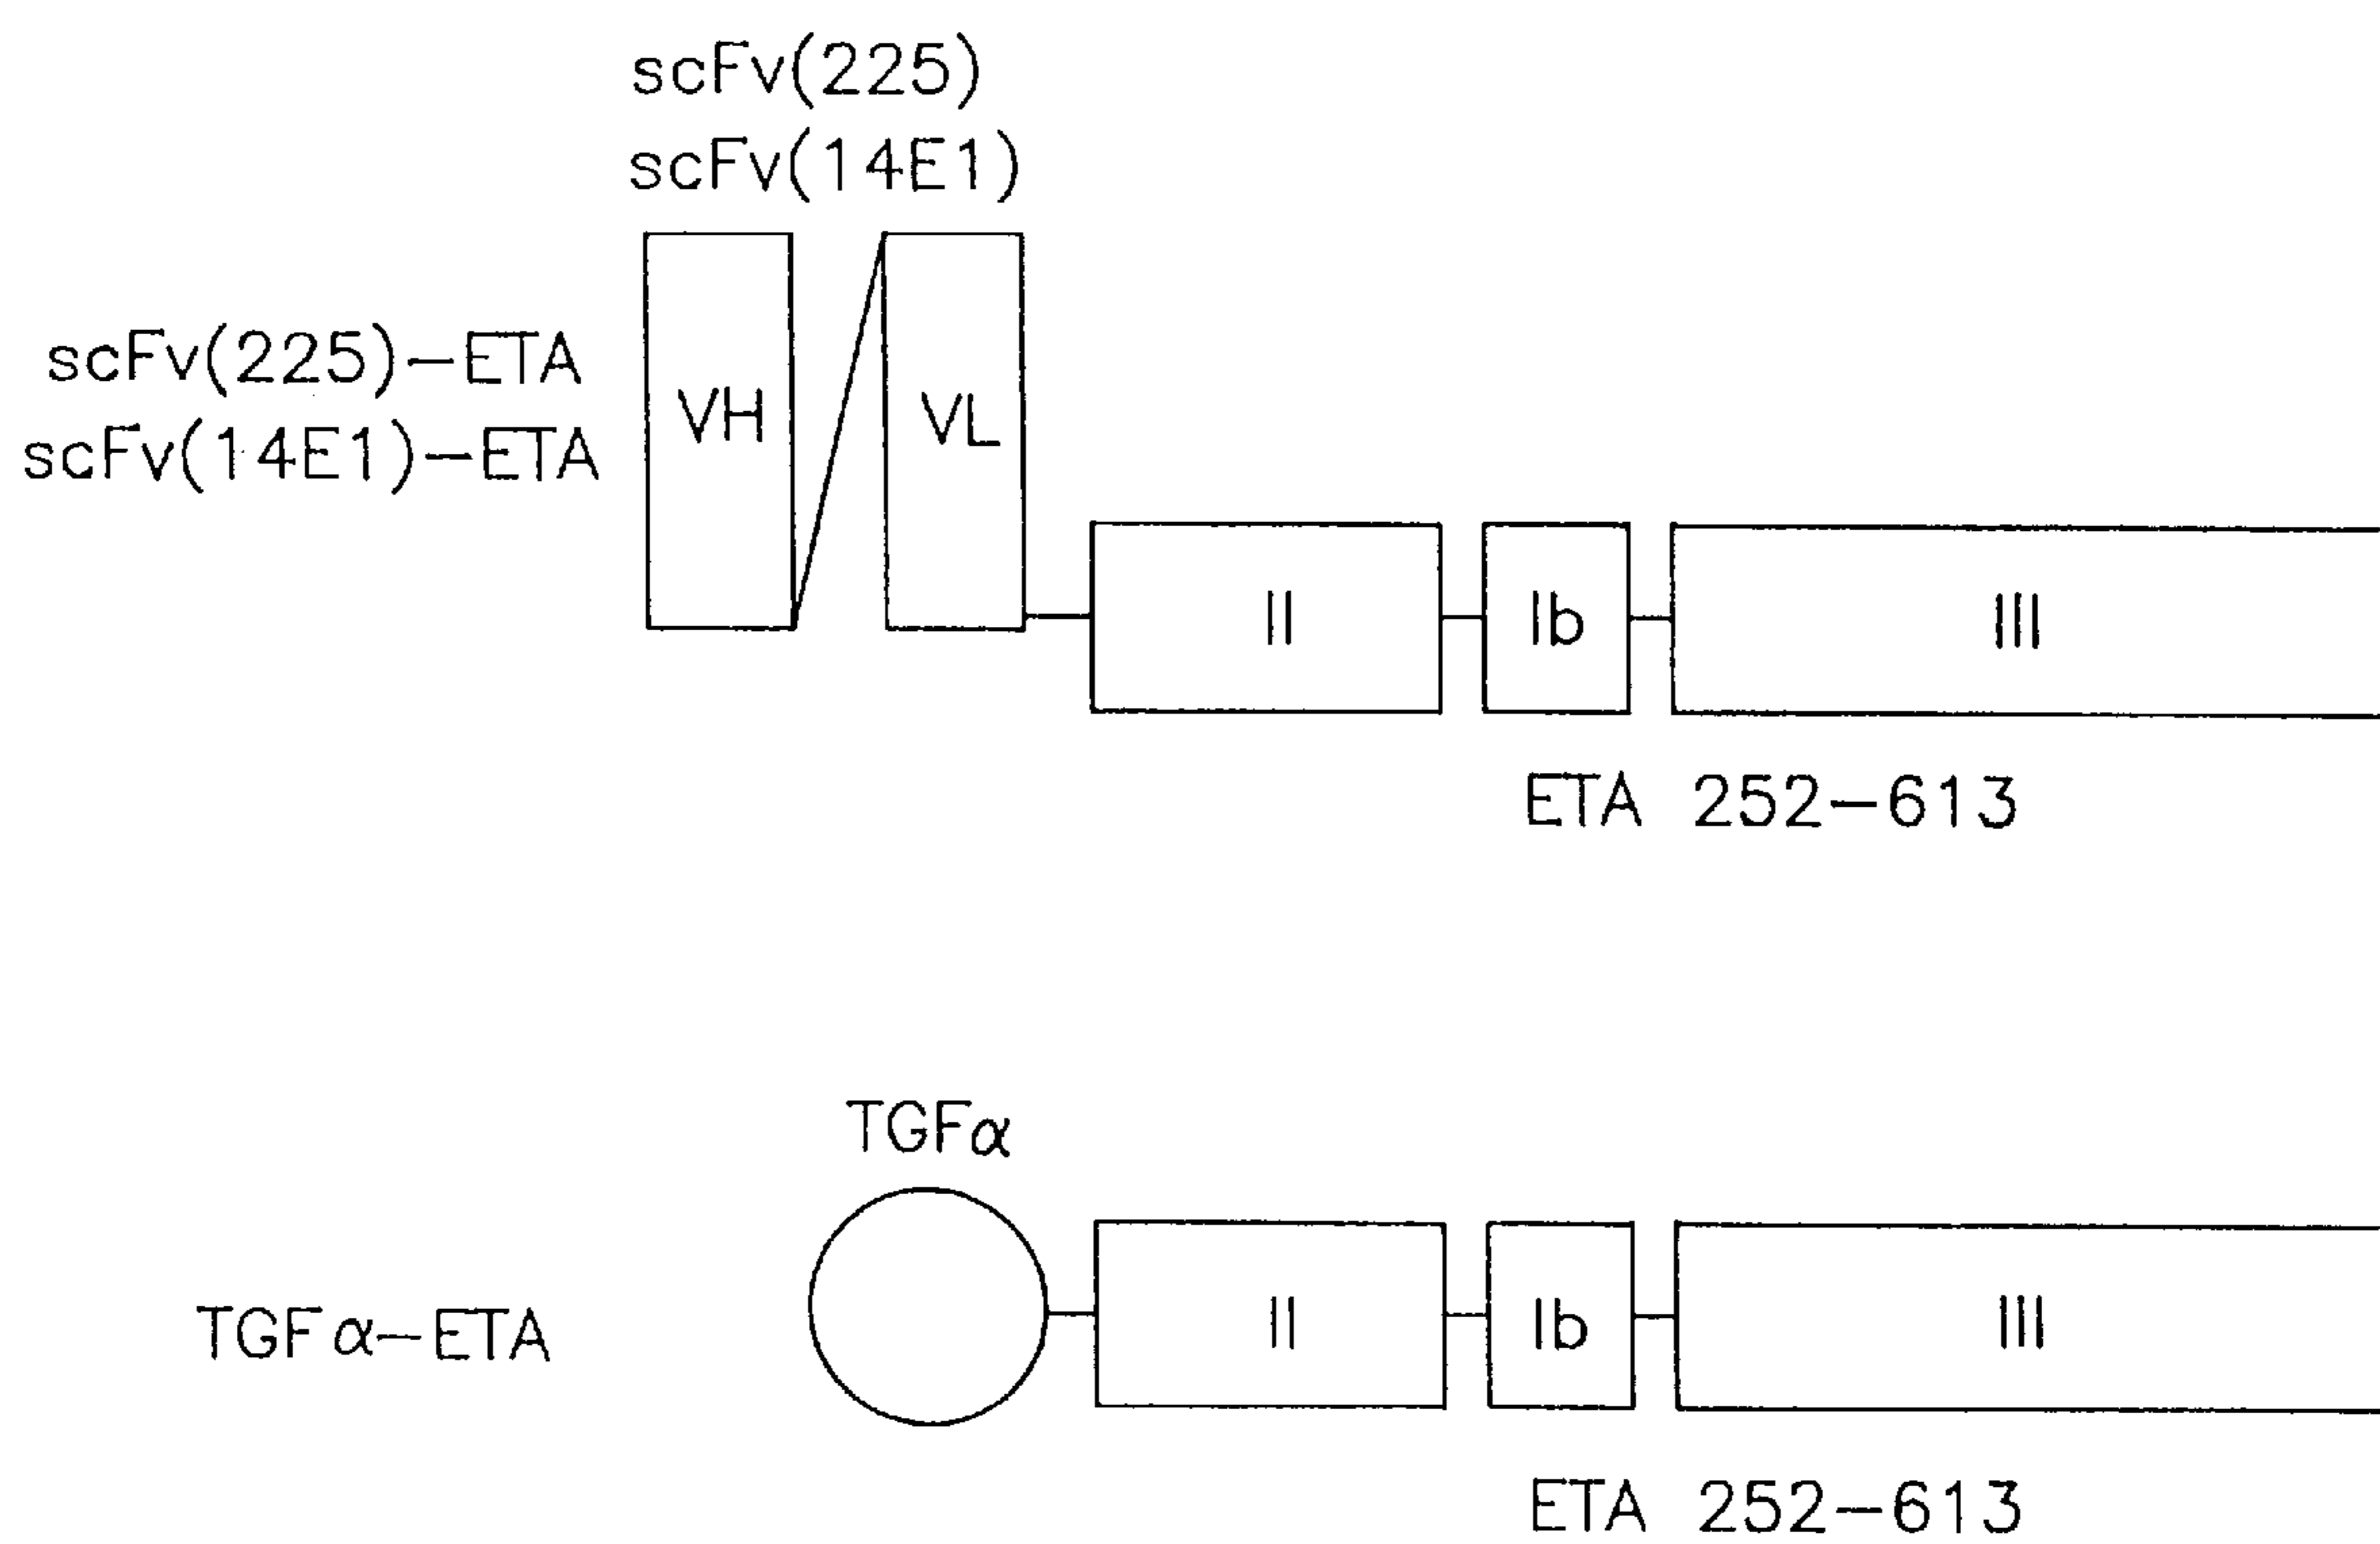 scFv(225)
scFv(14E1)
scFv(225)-ETA
scFv(14E1)-ETA
VH
VL
II
Ib
III
ETA 252-613
TGFα
TGFα-ETA
II
Ib
III
ETA 252-613